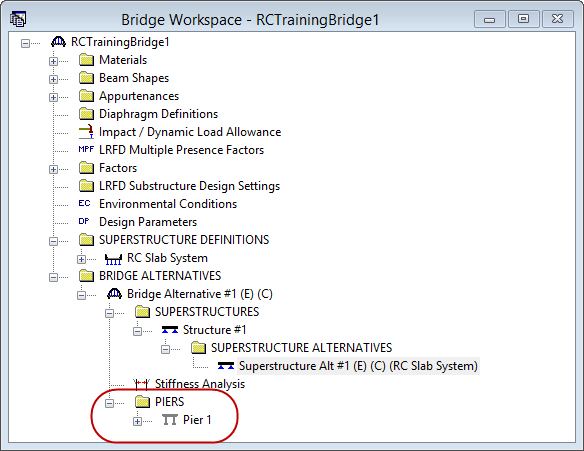 Bridge Workspace - RCTrainingBridge1
RCTrainingBridge1
Materials
Beam Shapes
Appurtenances
Diaphragm Definitions
Impact / Dynamic Load Allowance
MPF LRFD Multiple Presence Factors
Factors
LRFD Substructure Design Settings
EC Environmental Conditions
DP Design Parameters
SUPERSTRUCTURE DEFINITIONS
RC Slab System
BRIDGE ALTERNATIVES
Bridge Alternative #1 (E) (C)
SUPERSTRUCTURES
Structure #1
SUPERSTRUCTURE ALTERNATIVES
Superstructure Alt #1 (E) (C) (RC Slab System)
Stiffness Analysis
PIERS
Pier 1